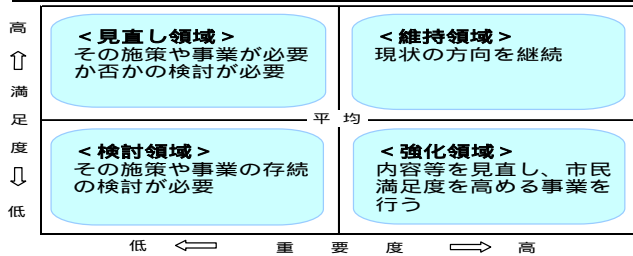 高
満
足
度
低
<見直し領域>
その施策や事業が必要
か否かの検討が必要
<維持領域>
現状の方向を継続
平 均
<検討領域>
その施策や事業の存続
の検討が必要
<強化領域>
内容等を見直し、市民
満足度を高める事業を
行う
低 重 要 度 高